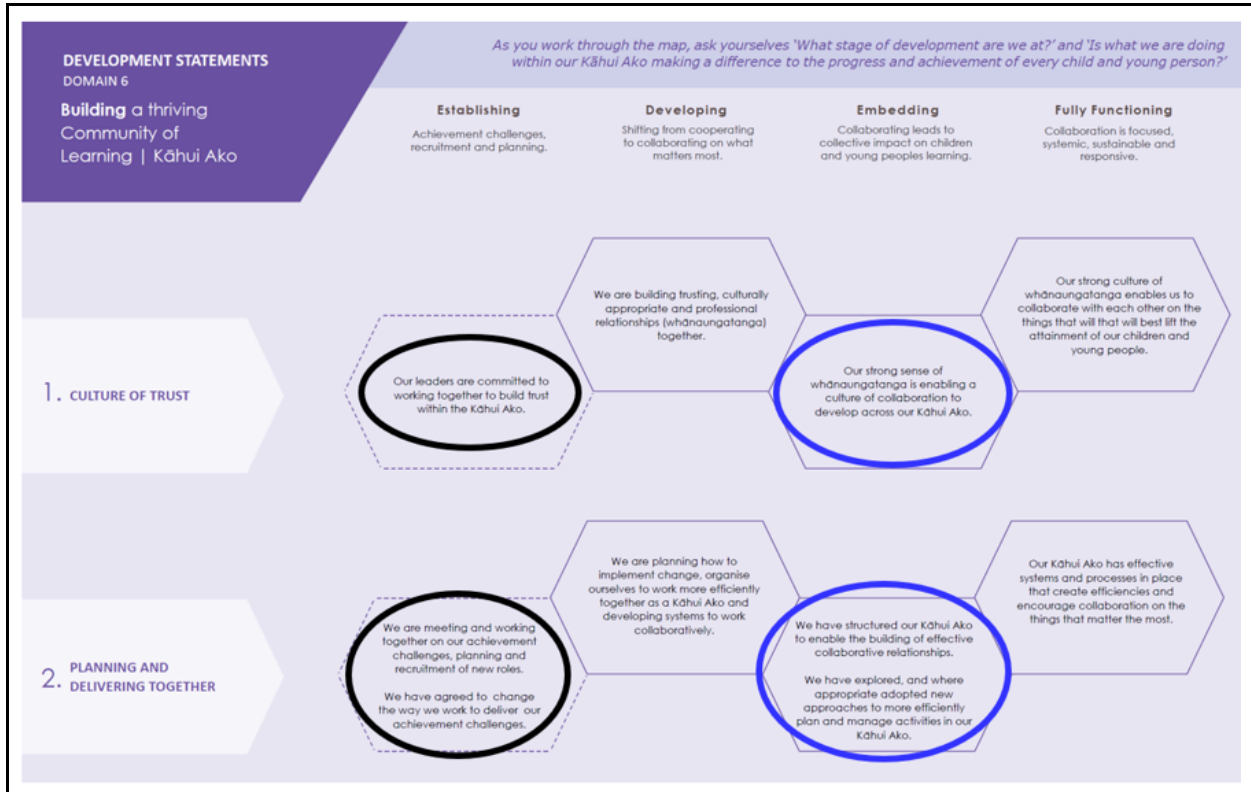 DEVELOPMENT STATEMENTS
DOMAIN 6
Building a thriving
Community of
Learning | Kāhui Ako
As you work through the map, ask yourselves 'What stage of development are we at?' and 'Is what we are doing
within our Kāhui Ako making a difference to the progress and achievement of every child and young person?'
Establishing
Achievement challenges,
recruitment and planning.
Developing
Shifting from cooperating
to collaborating on what
matters most.
Embedding
Collaborating leads to
collective impact on children
and young peoples learning.
Fully Functioning
Collaboration is focused,
systemic, sustainable and
responsive.
1. CULTURE OF TRUST
Our leaders are committed to
working together to build trust
within the Kāhui Ako.
We are building trusting, culturally
appropriate and professional
relationships (whānaungatanga)
together.
Our strong sense of
whānaungatanga is enabling a
culture of collaboration to
develop across our Kāhui Ako.
Our strong culture of
whānaungatanga enables us to
collaborate with each other on the
things that will that will best lift the
attainment of our children and
young people.
2. PLANNING AND
DELIVERING TOGETHER
We are meeting and working
together on our achievement
challenges, planning and
recruitment of new roles.
We have agreed to change
the way we work to deliver our
achievement challenges.
We are planning how to
implement change, organise
ourselves to work more efficiently
together as a Kāhui Ako and
developing systems to work
collaboratively.
We have structured our Kāhui Ako
to enable the building of effective
collaborative relationships.
We have explored, and where
appropriate adopted new
approaches to more efficiently
plan and manage activities in our
Kāhui Ako.
Our Kāhui Ako has effective
systems and processes in place
that create efficiencies and
encourage collaboration on the
things that matter the most.